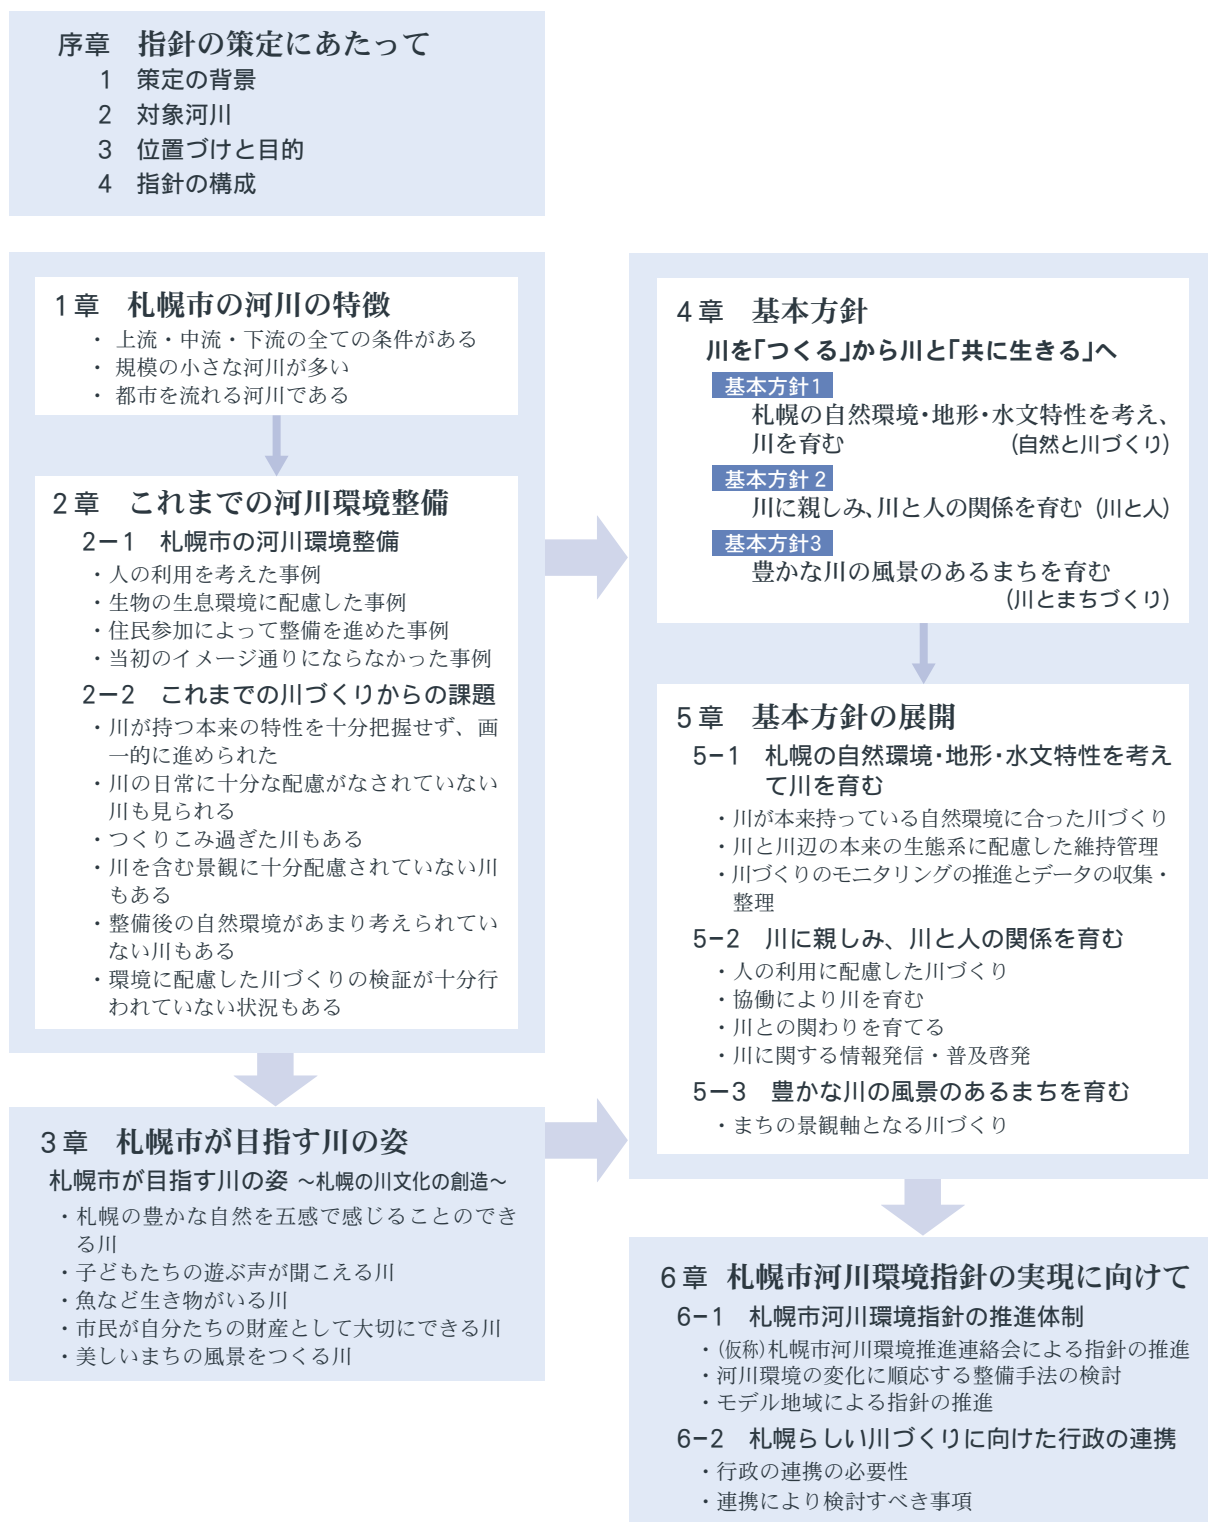 序章　指針の策定にあたって
1　策定の背景
2　対象河川
3　位置づけと目的
4　指針の構成
1章　札幌市の河川の特徴
・ 上流・中流・下流の全ての条件がある
・ 規模の小さな河川が多い
・ 都市を流れる河川である
2章　これまでの河川環境整備
2－1　札幌市の河川環境整備
・人の利用を考えた事例
・生物の生息環境に配慮した事例
・住民参加によって整備を進めた事例
・当初のイメージ通りにならなかった事例
2－2　これまでの川づくりからの課題
・川が持つ本来の特性を十分把握せず、画
一的に進められた
・川の日常に十分な配慮がなされていない
川も見られる
・つくりこみ過ぎた川もある
・川を含む景観に十分配慮されていない川
もある
・整備後の自然環境があまり考えられてい
ない川もある
・環境に配慮した川づくりの検証が十分行
われていない状況もある
3章　札幌市が目指す川の姿
札幌市が目指す川の姿 ～札幌の川文化の創造～
・札幌の豊かな自然を五感で感じることのでき
る川
・子どもたちの遊ぶ声が聞こえる川
・魚など生き物がいる川
・市民が自分たちの財産として大切にできる川
・美しいまちの風景をつくる川
4章　基本方針
川を「つくる」から川と「共に生きる」へ
基本方針1
札幌の自然環境・地形・水文特性を考え、
川を育む　(自然と川づくり)
基本方針2
川に親しみ、川と人の関係を育む (川と人)
基本方針3
豊かな川の風景のあるまちを育む
(川とまちづくり)
5章　基本方針の展開
5－1　札幌の自然環境・地形・水文特性を考え
て川を育む
・川が本来持っている自然環境に合った川づくり
・川と川辺の本来の生態系に配慮した維持管理
・川づくりのモニタリングの推進とデータの収集・
整理
5－2　川に親しみ、川と人の関係を育む
・人の利用に配慮した川づくり
・協働により川を育む
・川との関わりを育てる
・川に関する情報発信・普及啓発
5－3　豊かな川の風景のあるまちを育む
・まちの景観軸となる川づくり
6章　札幌市河川環境指針の実現に向けて
6－1　札幌市河川環境指針の推進体制
・(仮称)札幌市河川環境推進連絡会による指針の推進
・河川環境の変化に順応する整備手法の検討
・モデル地域による指針の推進
6－2　札幌らしい川づくりに向けた行政の連携
・行政の連携の必要性
・連携により検討すべき事項